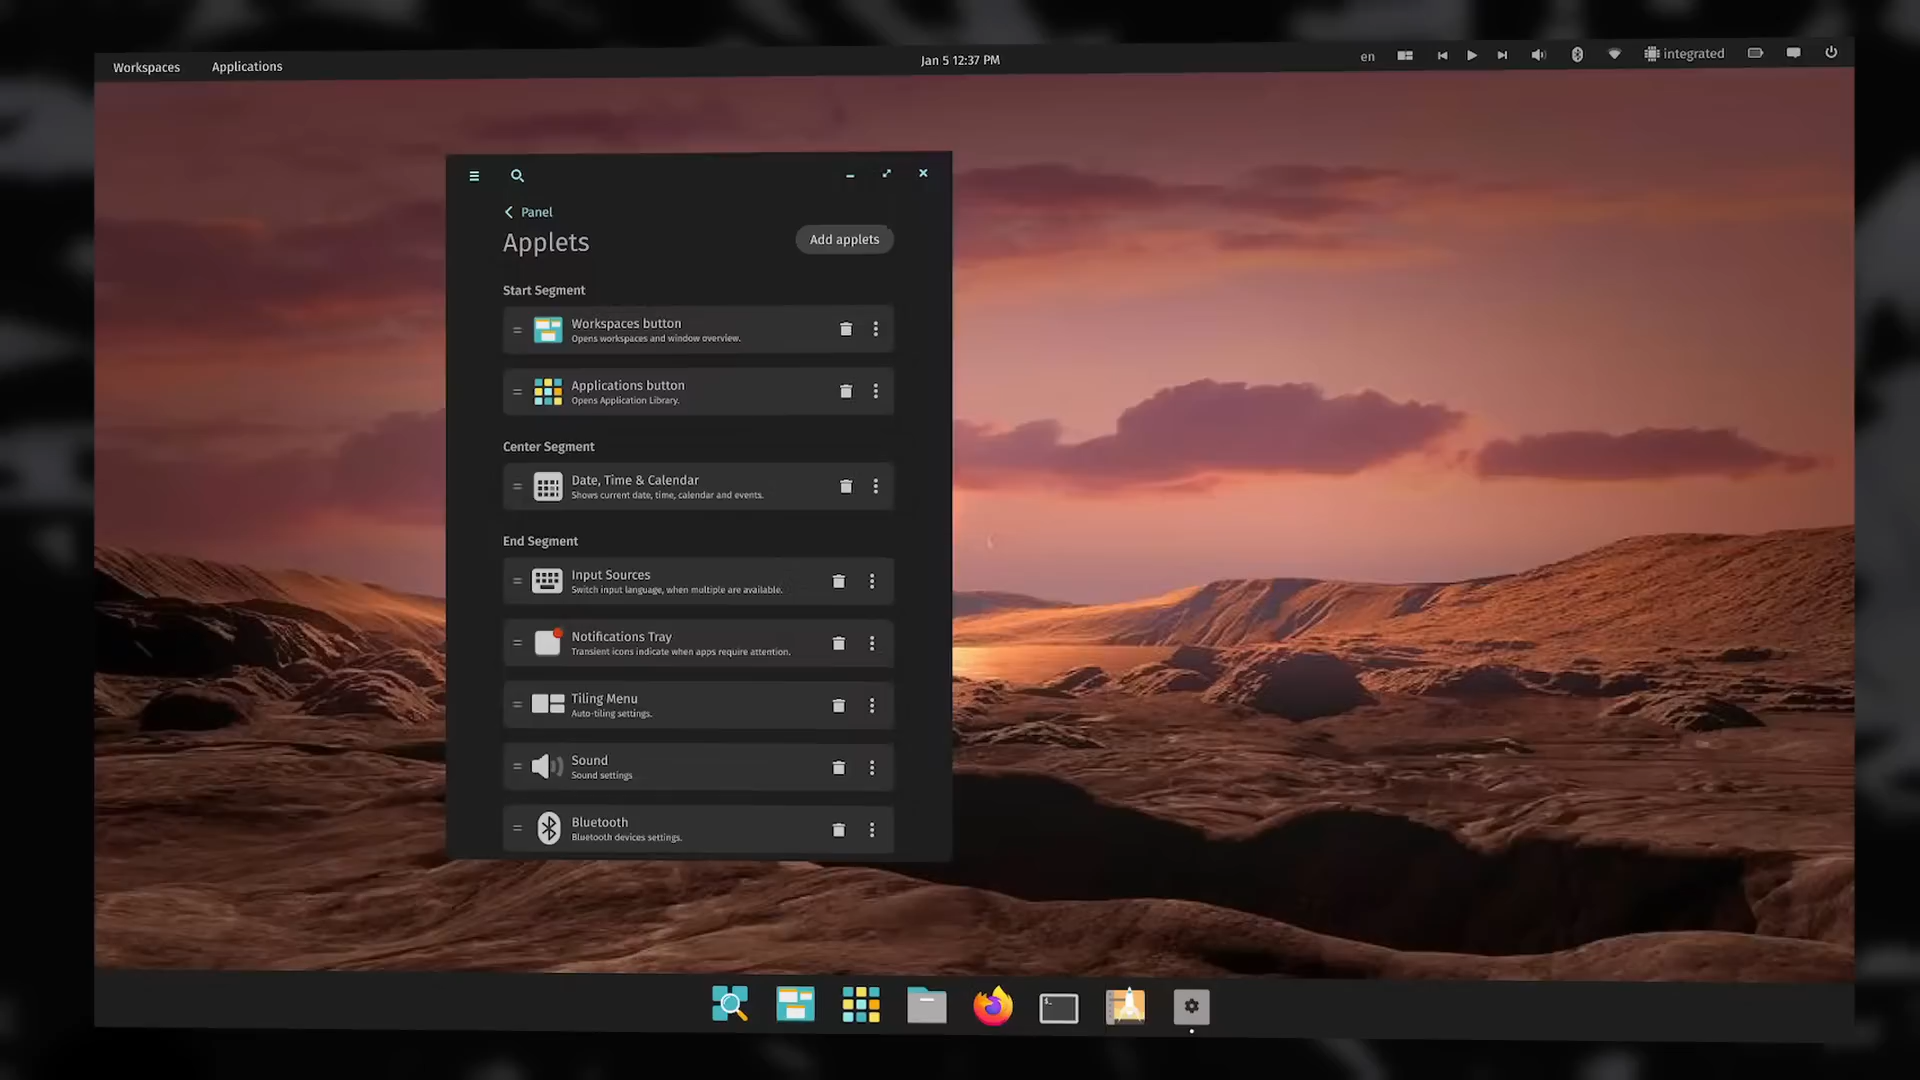 Workspaces Applications Jan 5 12:37 PM en integrated
Panel
Applets Add applets
Start Segment
Workspaces button
Opens workspaces and window overview.
Applications button
Opens Application Library.
Center Segment
Date, Time & Calendar
Shows current date, time, calendar and events.
End Segment
Input Sources
Switch input language, when multiple are available.
Notifications Tray
Transient icons indicate when apps require attention.
Tiling Menu
Auto-tiling settings.
Sound
Sound settings
Bluetooth
Bluetooth devices settings.